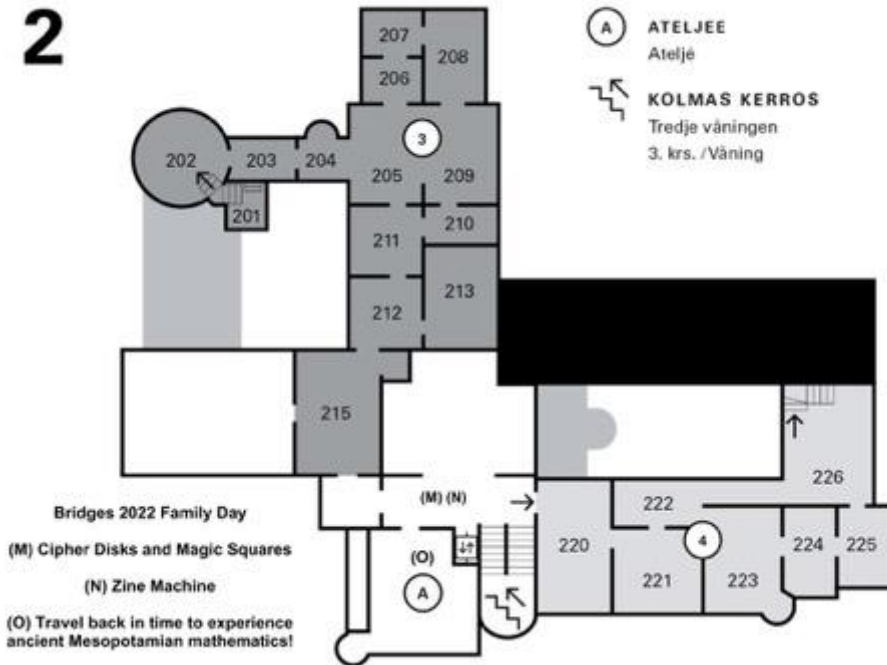 2
A ATELJEE
Ateljé
KOLMAS KERROS
Tredje våningen
3. krs. / Våning
207
208
206
3
202
203
204
205
209
201
210
211
213
212
215
226
(M) (N)
222
Bridges 2022 Family Day
(M) Cipher Disks and Magic Squares
(N) Zine Machine
(O) Travel back in time to experience
ancient Mesopotamian mathematics!
220
4
224
225
(O)
221
223
A